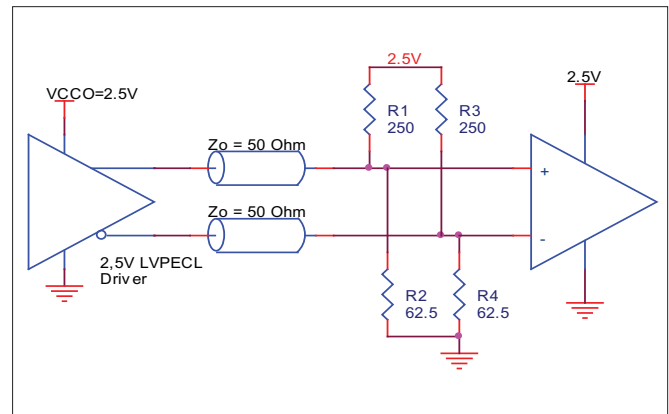 2.5V
2.5V
VCCO=2.5V
R1
250
R3
250
Zo = 50 Ohm
+
Zo = 50 Ohm
-
2,5V LVPECL
Driver
R2
62.5
R4
62.5